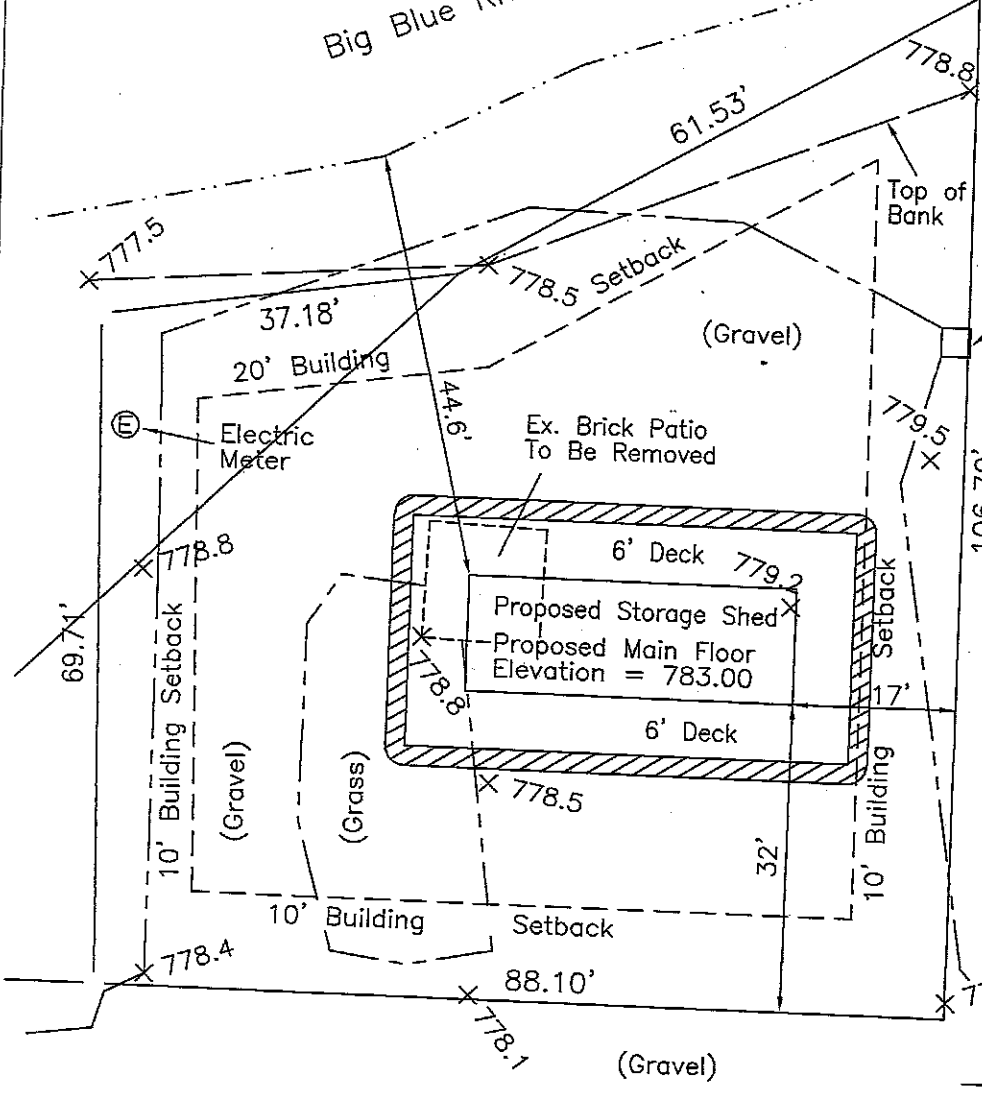 Big Blue
778.8
61.53'
Top of
Bank
777.5
778.5
Setback
37.18'
(Gravel)
20' Building
44.6'
779.5
E
Electric
Meter
Ex. Brick Patio
To Be Removed
106.70'
778.8
6' Deck
779.2
Setback
Proposed Storage Shed
Proposed Main Floor
Elevation = 783.00
69.71'
778.8
17'
6' Deck
10' Building Setback
(Gravel)
(Grass)
778.5
10' Building
32'
10' Building
Setback
778.4
88.10'
778.1
(Gravel)